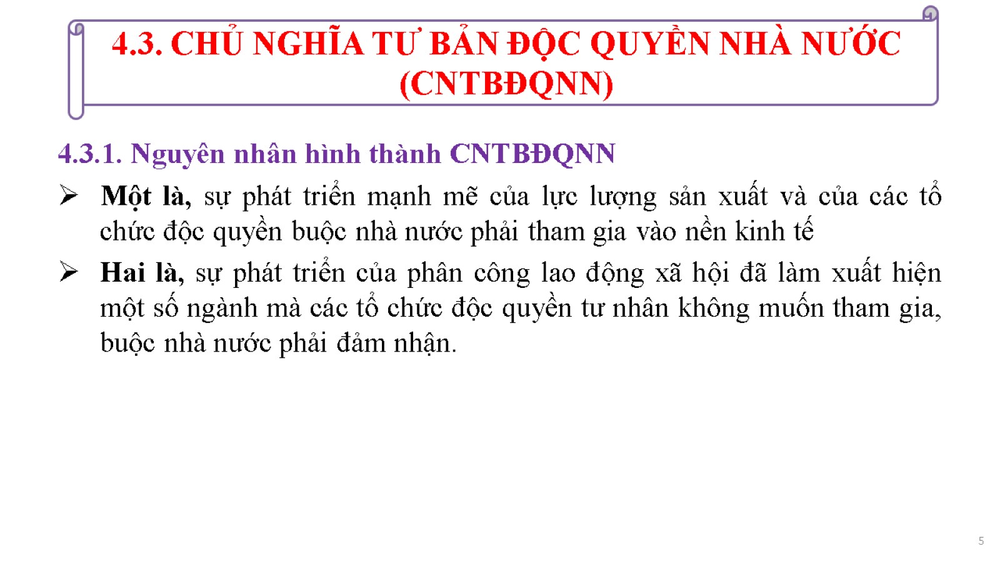 4.3. CHỦ NGHĨA TƯ BẢN ĐỘC QUYỀN NHÀ NƯỚC
(CNTBĐQNN)
4.3.1. Nguyên nhân hình thành CNTBĐQNN
➢ Một là, sự phát triển mạnh mẽ của lực lượng sản xuất và của các tổ
chức độc quyền buộc nhà nước phải tham gia vào nền kinh tế
➢ Hai là, sự phát triển của phân công lao động xã hội đã làm xuất hiện
một số ngành mà các tổ chức độc quyền tư nhân không muốn tham gia,
buộc nhà nước phải đảm nhận.
5